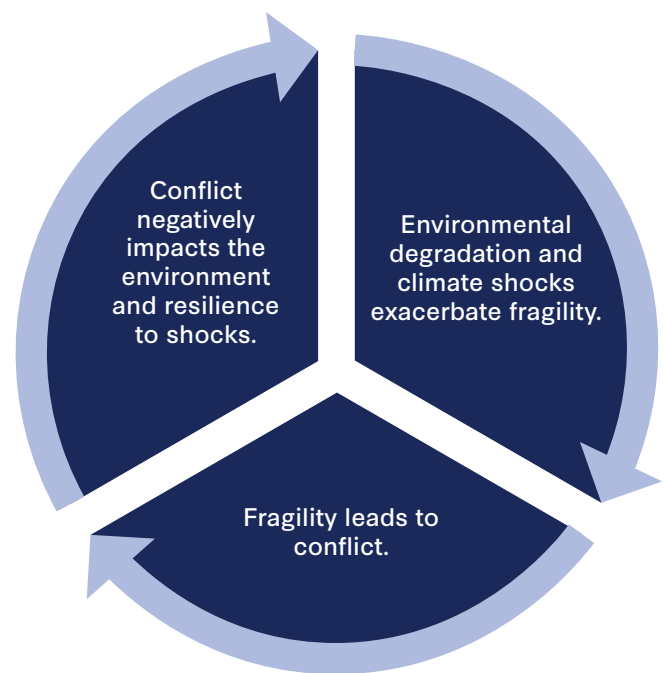 Conflict
negatively
impacts the
environment
and resilience
to shocks.
Environmental
degradation and
climate shocks
exacerbate fragility.
Fragility leads to
conflict.